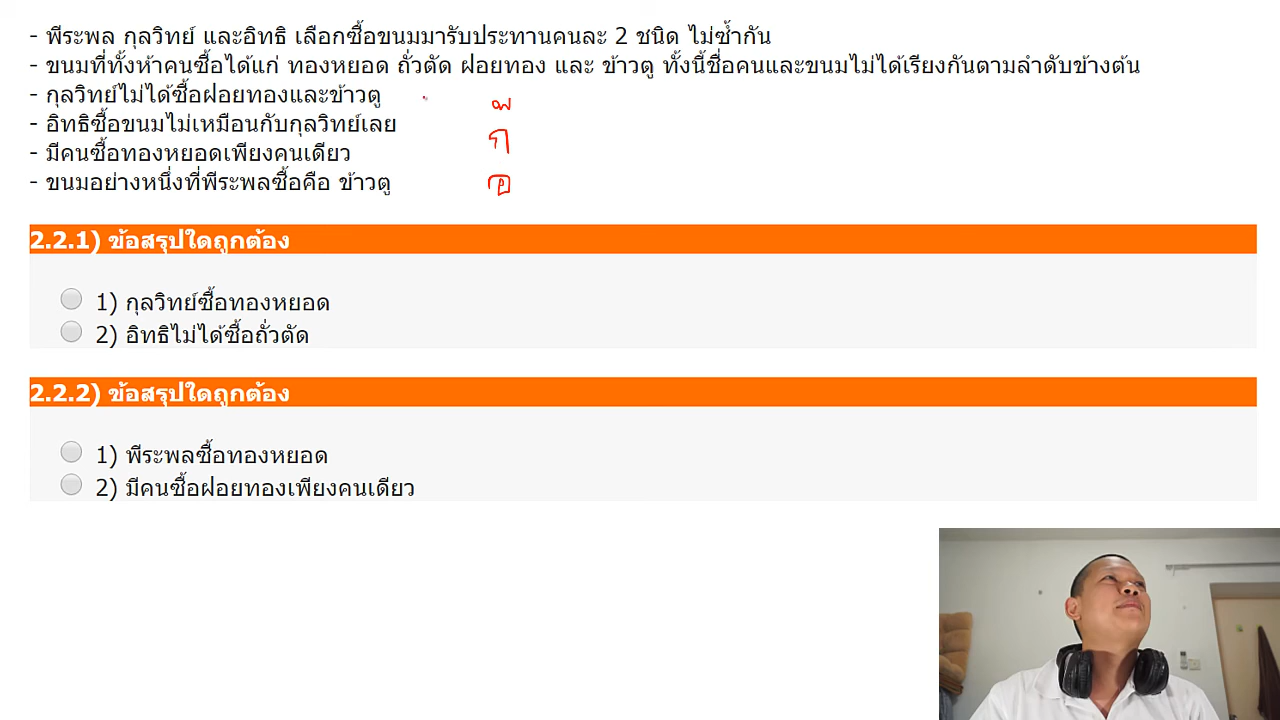 - พีระพล กุลวิทย์ และอิทธิ เลือกซื้อขนมมารับประทานคนละ 2 ชนิด ไม่ซ้ำกัน
- ขนมที่ทั้งห้าคนซื้อได้แก่ ทองหยอด ถั่วตัด ฝอยทอง และ ข้าวตู ทั้งนี้ชื่อคนและขนมไม่ได้เรียงกันตามลำดับข้างต้น
- กุลวิทย์ไม่ได้ซื้อฝอยทองและข้าวตู
- อิทธิซื้อขนมไม่เหมือนกับกุลวิทย์เลย
- มีคนซื้อทองหยอดเพียงคนเดียว
- ขนมอย่างหนึ่งที่พีระพลซื้อคือ ข้าวตู
พ
ก
อ
2.2.1) ข้อสรุปใดถูกต้อง
1) กุลวิทย์ซื้อทองหยอด
2) อิทธิไม่ได้ซื้อถั่วตัด
2.2.2) ข้อสรุปใดถูกต้อง
1) พีระพลซื้อทองหยอด
2) มีคนซื้อฝอยทองเพียงคนเดียว